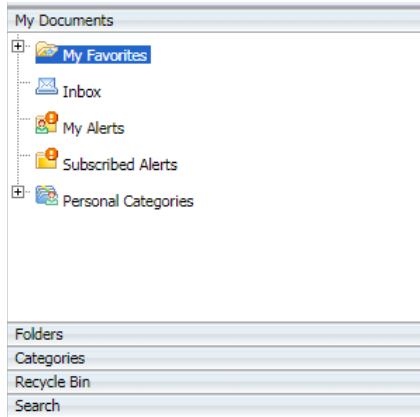 My Documents
My Favorites
Inbox
My Alerts
Subscribed Alerts
Personal Categories
Folders
Categories
Recycle Bin
Search